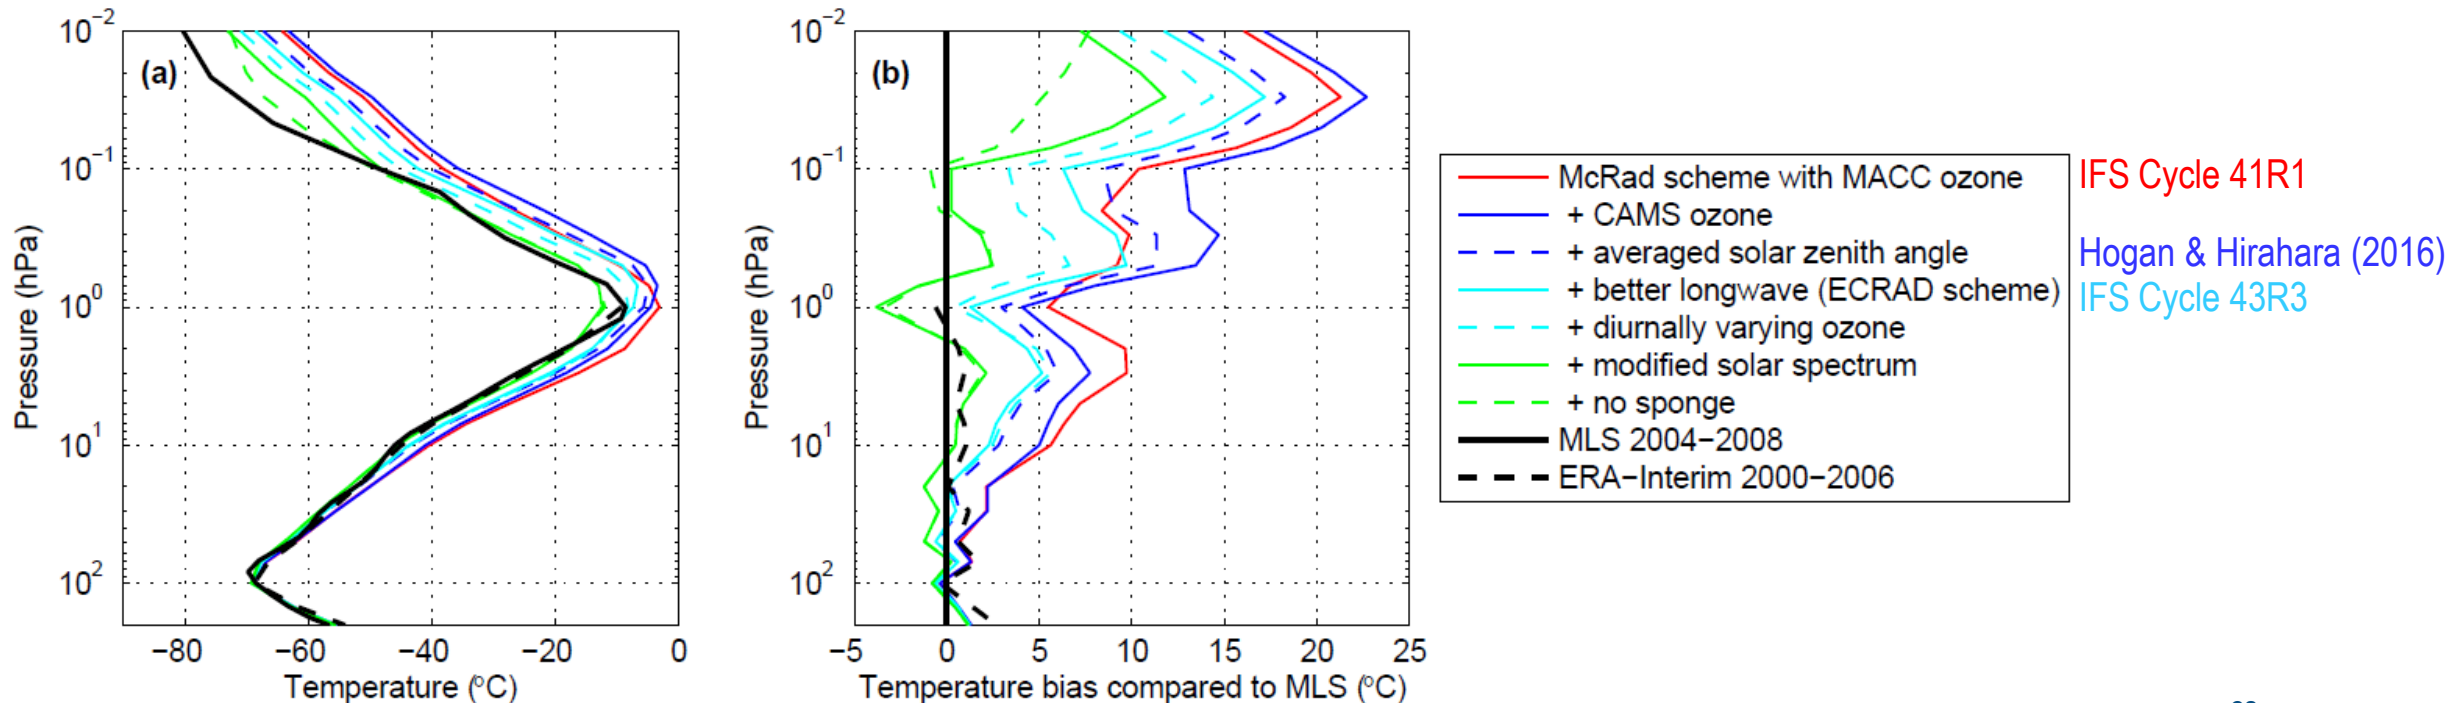 (a)
10−2
10−1
100
101
102
Pressure (hPa)
−80 −60 −40 −20 0
Temperature (°C)
(b)
10−2
10−1
100
101
102
Pressure (hPa)
−5 0 5 10 15 20 25
Temperature bias compared to MLS (°C)
McRad scheme with MACC ozone
+ CAMS ozone
+ averaged solar zenith angle
+ better longwave (ECRAD scheme)
+ diurnally varying ozone
+ modified solar spectrum
+ no sponge
MLS 2004−2008
ERA−Interim 2000−2006
IFS Cycle 41R1
Hogan & Hirahara (2016)
IFS Cycle 43R3